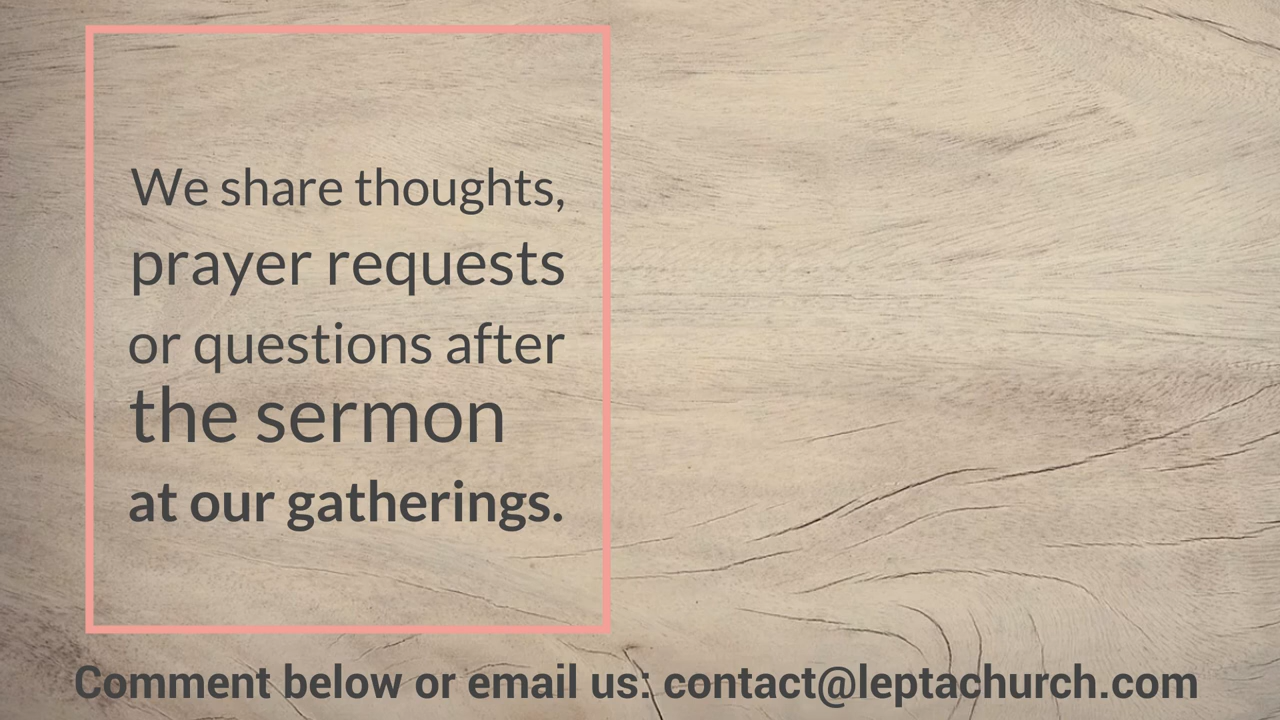 We share thoughts,
prayer requests
or questions after
the sermon
at our gatherings.
Comment below or email us: contact@leptachurch.com